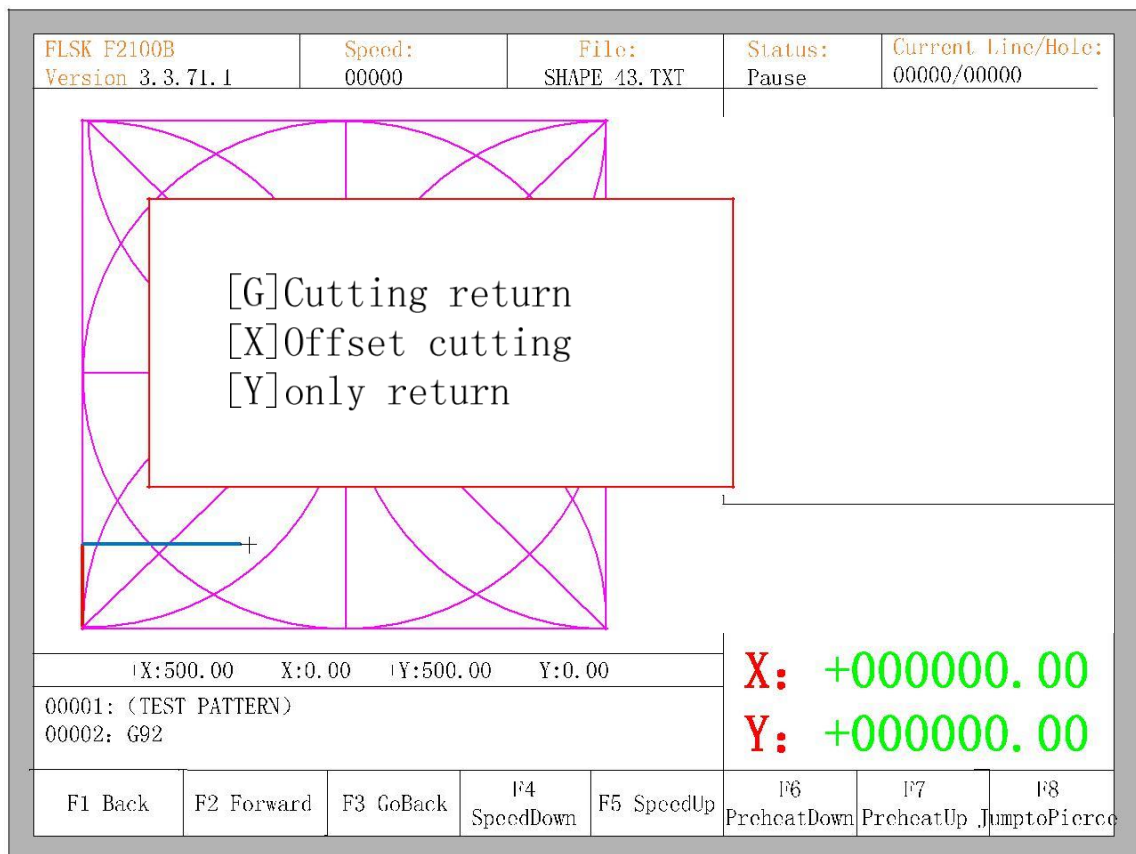 FLSK F2100B
Version 3.3.71.1
Speed:
00000
File:
SHAPE 43.TXT
Status:
Pause
Current Line/Hole:
00000/00000
[G]Cutting return
[X]Offset cutting
[Y]only return
+X:500.00 X:0.00 +Y:500.00 Y:0.00
X: +000000.00
Y: +000000.00
00001: (TEST PATTERN)
00002: G92
F1 Back
F2 Forward
F3 GoBack
F4
SpeedDown
F5 SpeedUp
F6
PreheatDown
F7
PreheatUp
F8
JumptoPierce